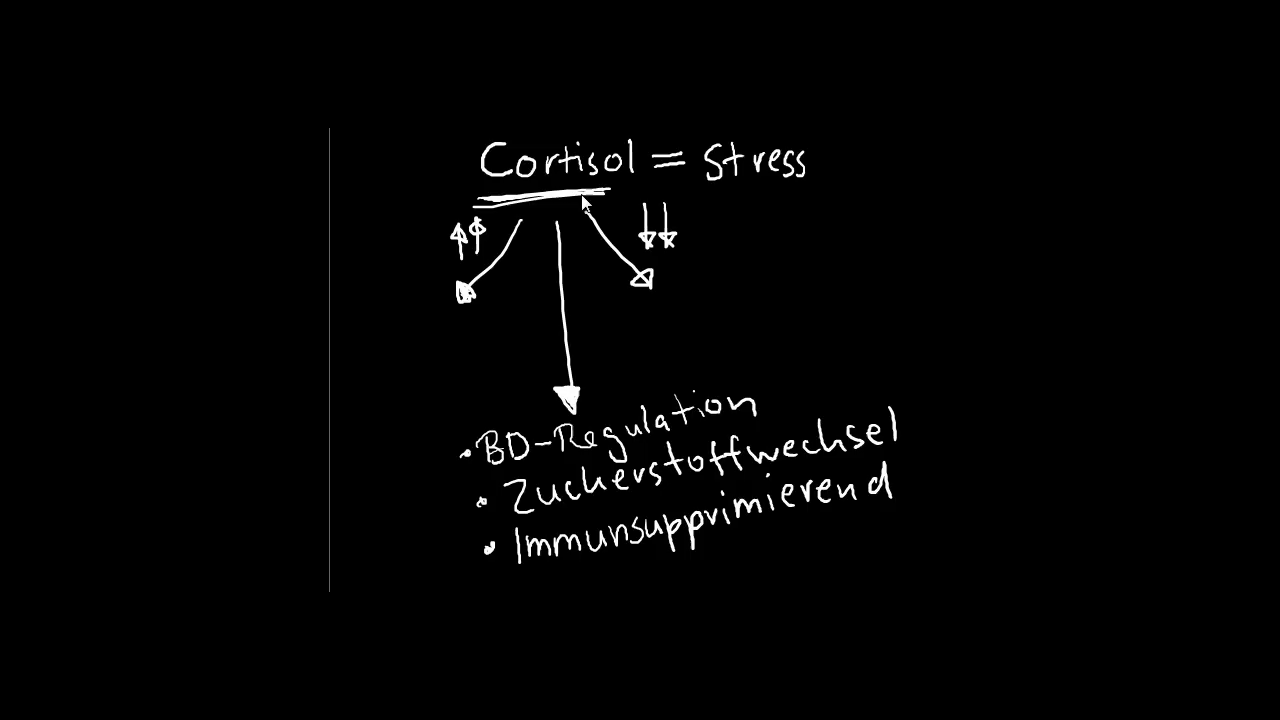 Cortisol = Stress
• BD-Regulation
• Zuckerstoffwechsel
• Immunsupprimierend